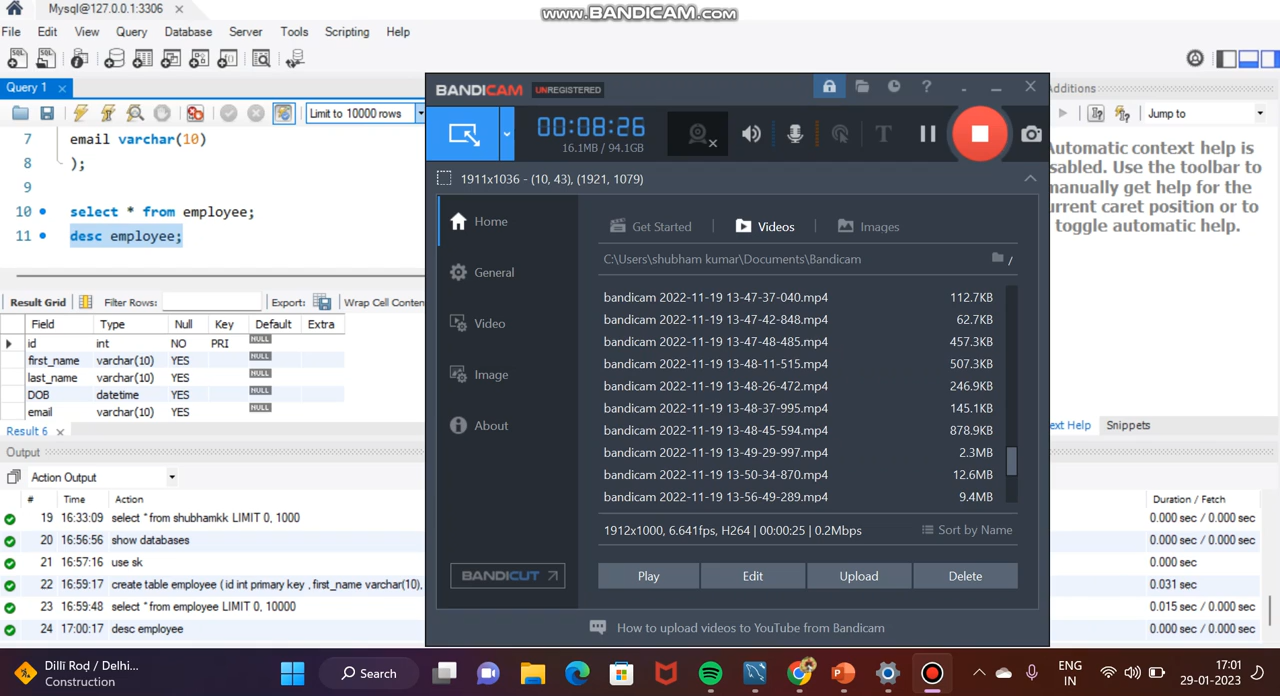 www.BANDICAM.com
Mysql@127.0.0.1:3306 ×
File Edit View Query Database Server Tools Scripting Help
Query 1 ×
Limit to 10000 rows
7 email varchar(10)
8 );
9
10 select * from employee;
11 desc employee;
Result Grid Filter Rows: Export: Wrap Cell Conten
Field Type Null Key Default Extra
id int NO PRI NULL
first_name varchar(10) YES NULL
last_name varchar(10) YES NULL
DOB datetime YES NULL
email varchar(10) YES NULL
Result 6 ×
Output
Action Output
# Time Action
19 16:33:09 select * from shubhamkk LIMIT 0, 1000
20 16:56:56 show databases
21 16:57:16 use sk
22 16:59:17 create table employee ( id int primary key , first_name varchar(10),
23 16:59:48 select * from employee LIMIT 0, 10000
24 17:00:17 desc employee
BANDICAM UNREGISTERED
00:08:26
16.1MB / 94.1GB
1911x1036 - (10, 43), (1921, 1079)
Home
General
Video
Image
About
BANDICUT
Get Started Videos Images
C:\Users\shubham kumar\Documents\Bandicam
bandicam 2022-11-19 13-47-37-040.mp4 112.7KB
bandicam 2022-11-19 13-47-42-848.mp4 62.7KB
bandicam 2022-11-19 13-47-48-485.mp4 457.3KB
bandicam 2022-11-19 13-48-11-515.mp4 507.3KB
bandicam 2022-11-19 13-48-26-472.mp4 246.9KB
bandicam 2022-11-19 13-48-37-995.mp4 145.1KB
bandicam 2022-11-19 13-48-45-594.mp4 878.9KB
bandicam 2022-11-19 13-49-29-997.mp4 2.3MB
bandicam 2022-11-19 13-50-34-870.mp4 12.6MB
bandicam 2022-11-19 13-56-49-289.mp4 9.4MB
1912x1000, 6.641fps, H264 | 00:00:25 | 0.2Mbps Sort by Name
Play Edit Upload Delete
How to upload videos to YouTube from Bandicam
Additions
Jump to
Automatic context help is
sabled. Use the toolbar to
manually get help for the
urrent caret position or to
toggle automatic help.
ext Help Snippets
Duration / Fetch
0.000 sec / 0.000 sec
0.000 sec / 0.000 sec
0.000 sec
0.031 sec
0.015 sec / 0.000 sec
0.000 sec / 0.000 sec
Dilli Rod / Delhi...
Construction
Search
ENG
IN
17:01
29-01-2023